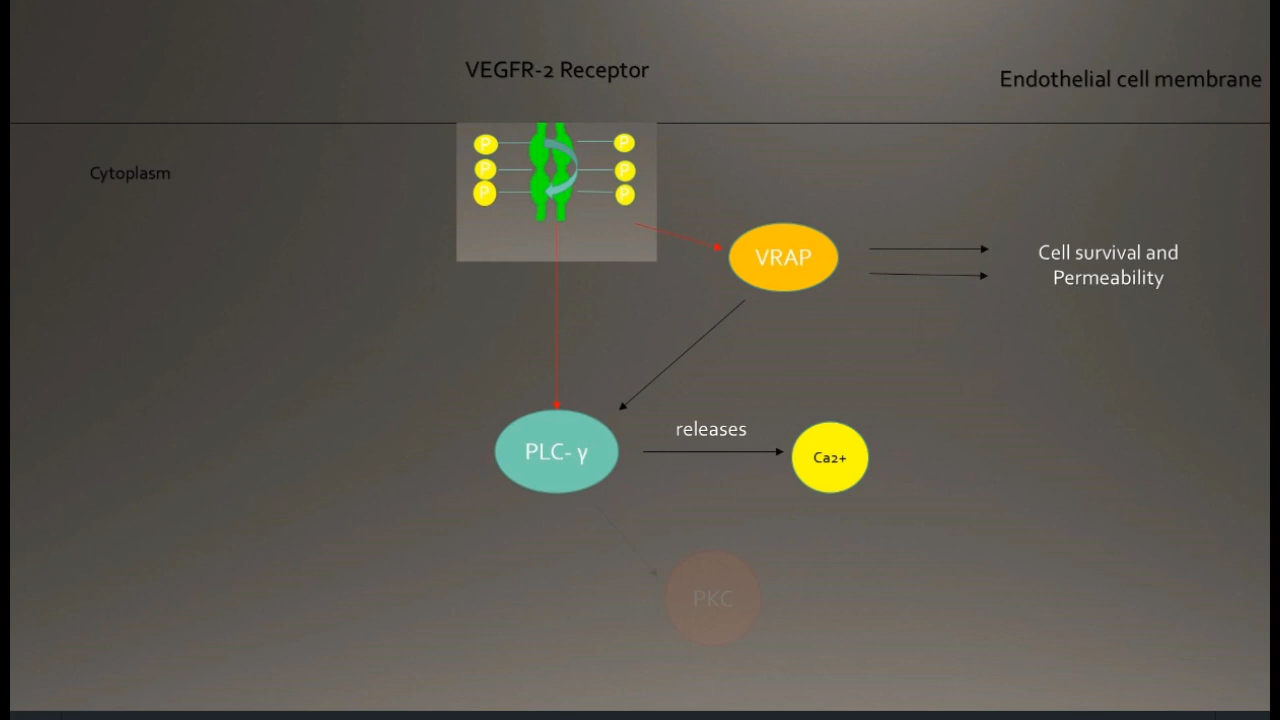 VEGFR-2 Receptor
Endothelial cell membrane
Cytoplasm
P P
P P
P P
VRAP
Cell survival and
Permeability
releases
PLC- γ
Ca2+
PKC